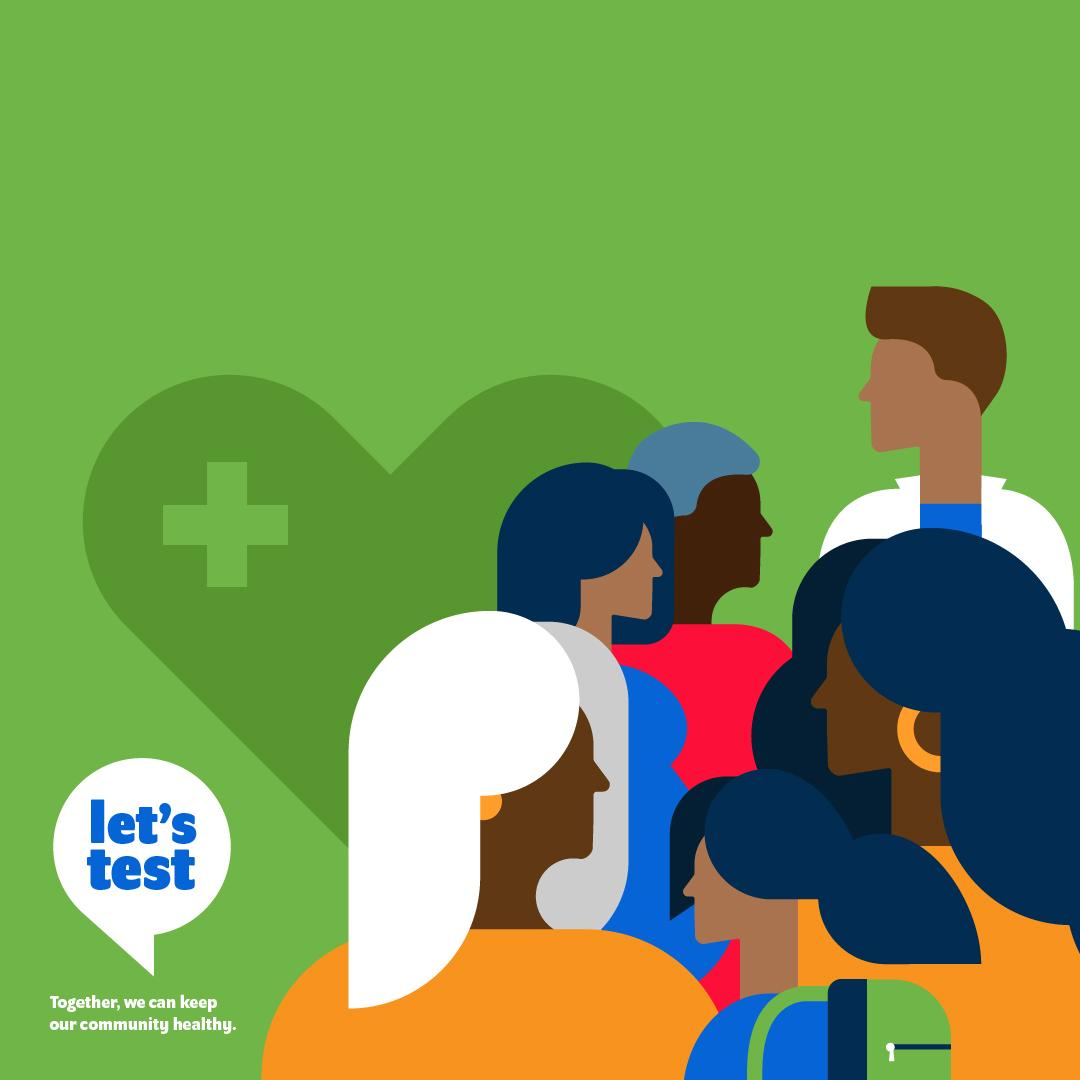 let's
test
Together, we can keep
our community healthy.